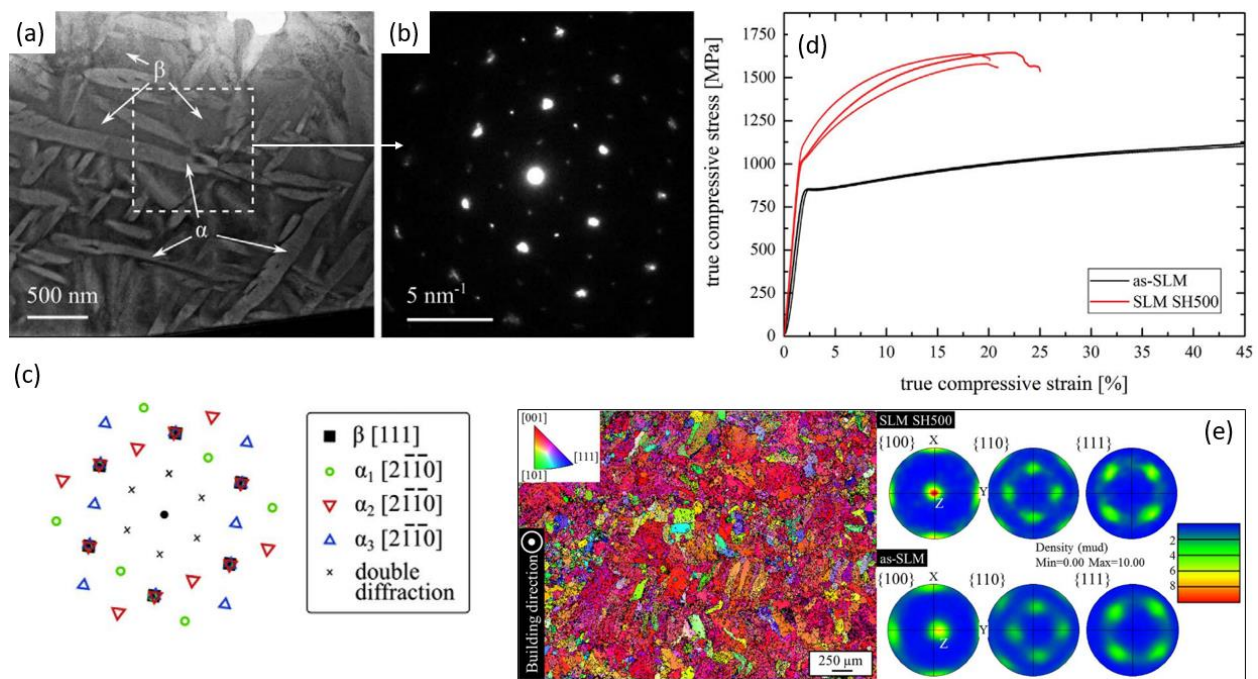 (a)
β
α
500 nm
(b)
5 nm⁻¹
(c)
β [111]
α₁ [2̅1̅10]
α₂ [2̅1̅10]
α₃ [2̅1̅10]
double
diffraction
(d)
true compressive stress [MPa]
1750
1500
1250
1000
750
500
250
0
0 5 10 15 20 25 30 35 40 45
true compressive strain [%]
as-SLM
SLM SH500
(e)
[001]
[111]
[101]
Building direction
250 µm
SLM SH500
{100} X {110} {111}
Y
Z
Density (mud)
Min=0.00 Max=10.00
2
4
6
8
as-SLM
{100} X {110} {111}
Y
Z